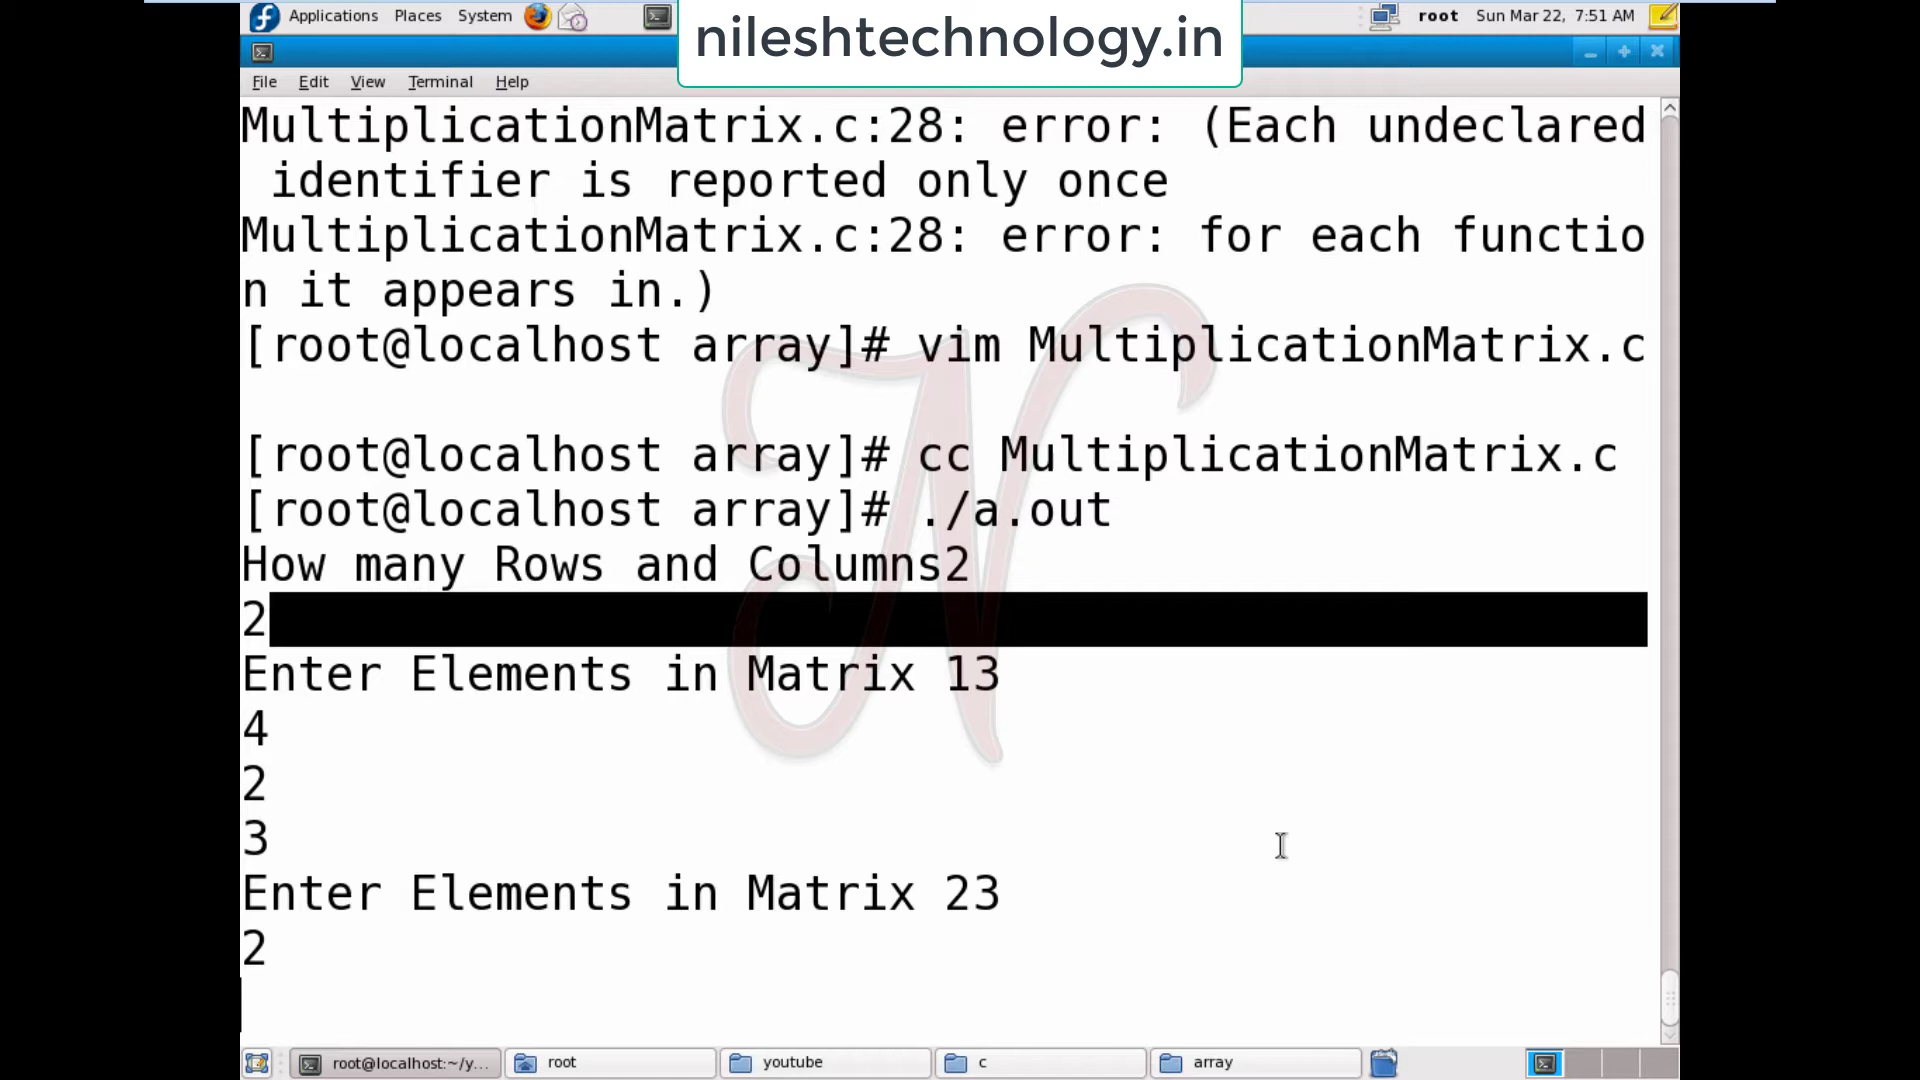 Applications Places System
nileshtechnology.in
root Sun Mar 22, 7:51 AM
File Edit View Terminal Help
MultiplicationMatrix.c:28: error: (Each undeclared
identifier is reported only once
MultiplicationMatrix.c:28: error: for each functio
n it appears in.)
[root@localhost array]# vim MultiplicationMatrix.c
[root@localhost array]# cc MultiplicationMatrix.c
[root@localhost array]# ./a.out
How many Rows and Columns2
2
Enter Elements in Matrix 13
4
2
3
Enter Elements in Matrix 23
2
N
root@localhost:~/y... root youtube c array